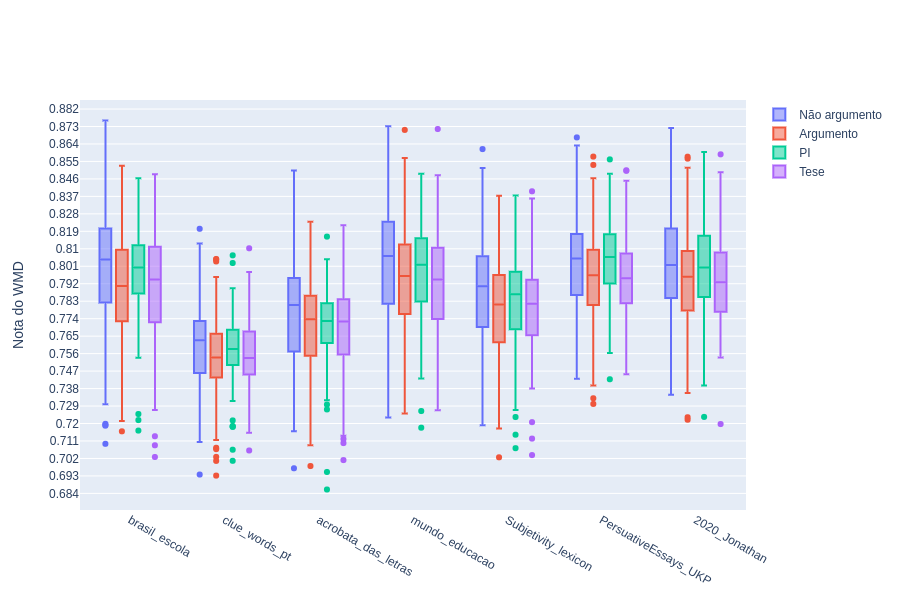 Nota do WMD
0.882
0.873
0.864
0.855
0.846
0.837
0.828
0.819
0.81
0.801
0.792
0.783
0.774
0.765
0.756
0.747
0.738
0.729
0.72
0.711
0.702
0.693
0.684
brasil_escola
clue_words_pt
acrobata_das_letras
mundo_educacao
Subjetivity_lexicon
PersuativeEssays_UKP
2020_Jonathan
Não argumento
Argumento
PI
Tese